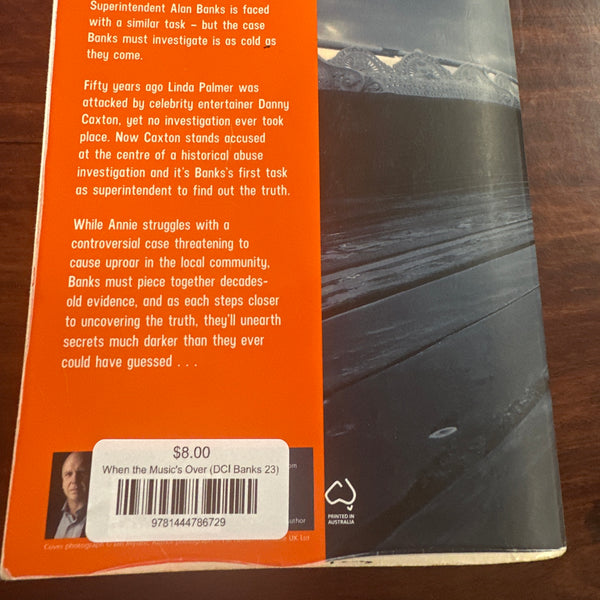 Superintendent Alan Banks is faced
with a similar task – but the case
Banks must investigate is as cold as
they come.
Fifty years ago Linda Palmer was
attacked by celebrity entertainer Danny
Caxton, yet no investigation ever took
place. Now Caxton stands accused
at the centre of a historical abuse
investigation and it's Banks's first task
as superintendent to find out the truth.
While Annie struggles with a
controversial case threatening to
cause uproar in the local community,
Banks must piece together decades-
old evidence, and as each steps closer
to uncovering the truth, they'll unearth
secrets much darker than they ever
could have guessed . . .
$8.00
When the Music's Over (DCI Banks 23)
9781444786729
com
author
Cover photograph ©
UK Ltd
PRINTED IN
AUSTRALIA